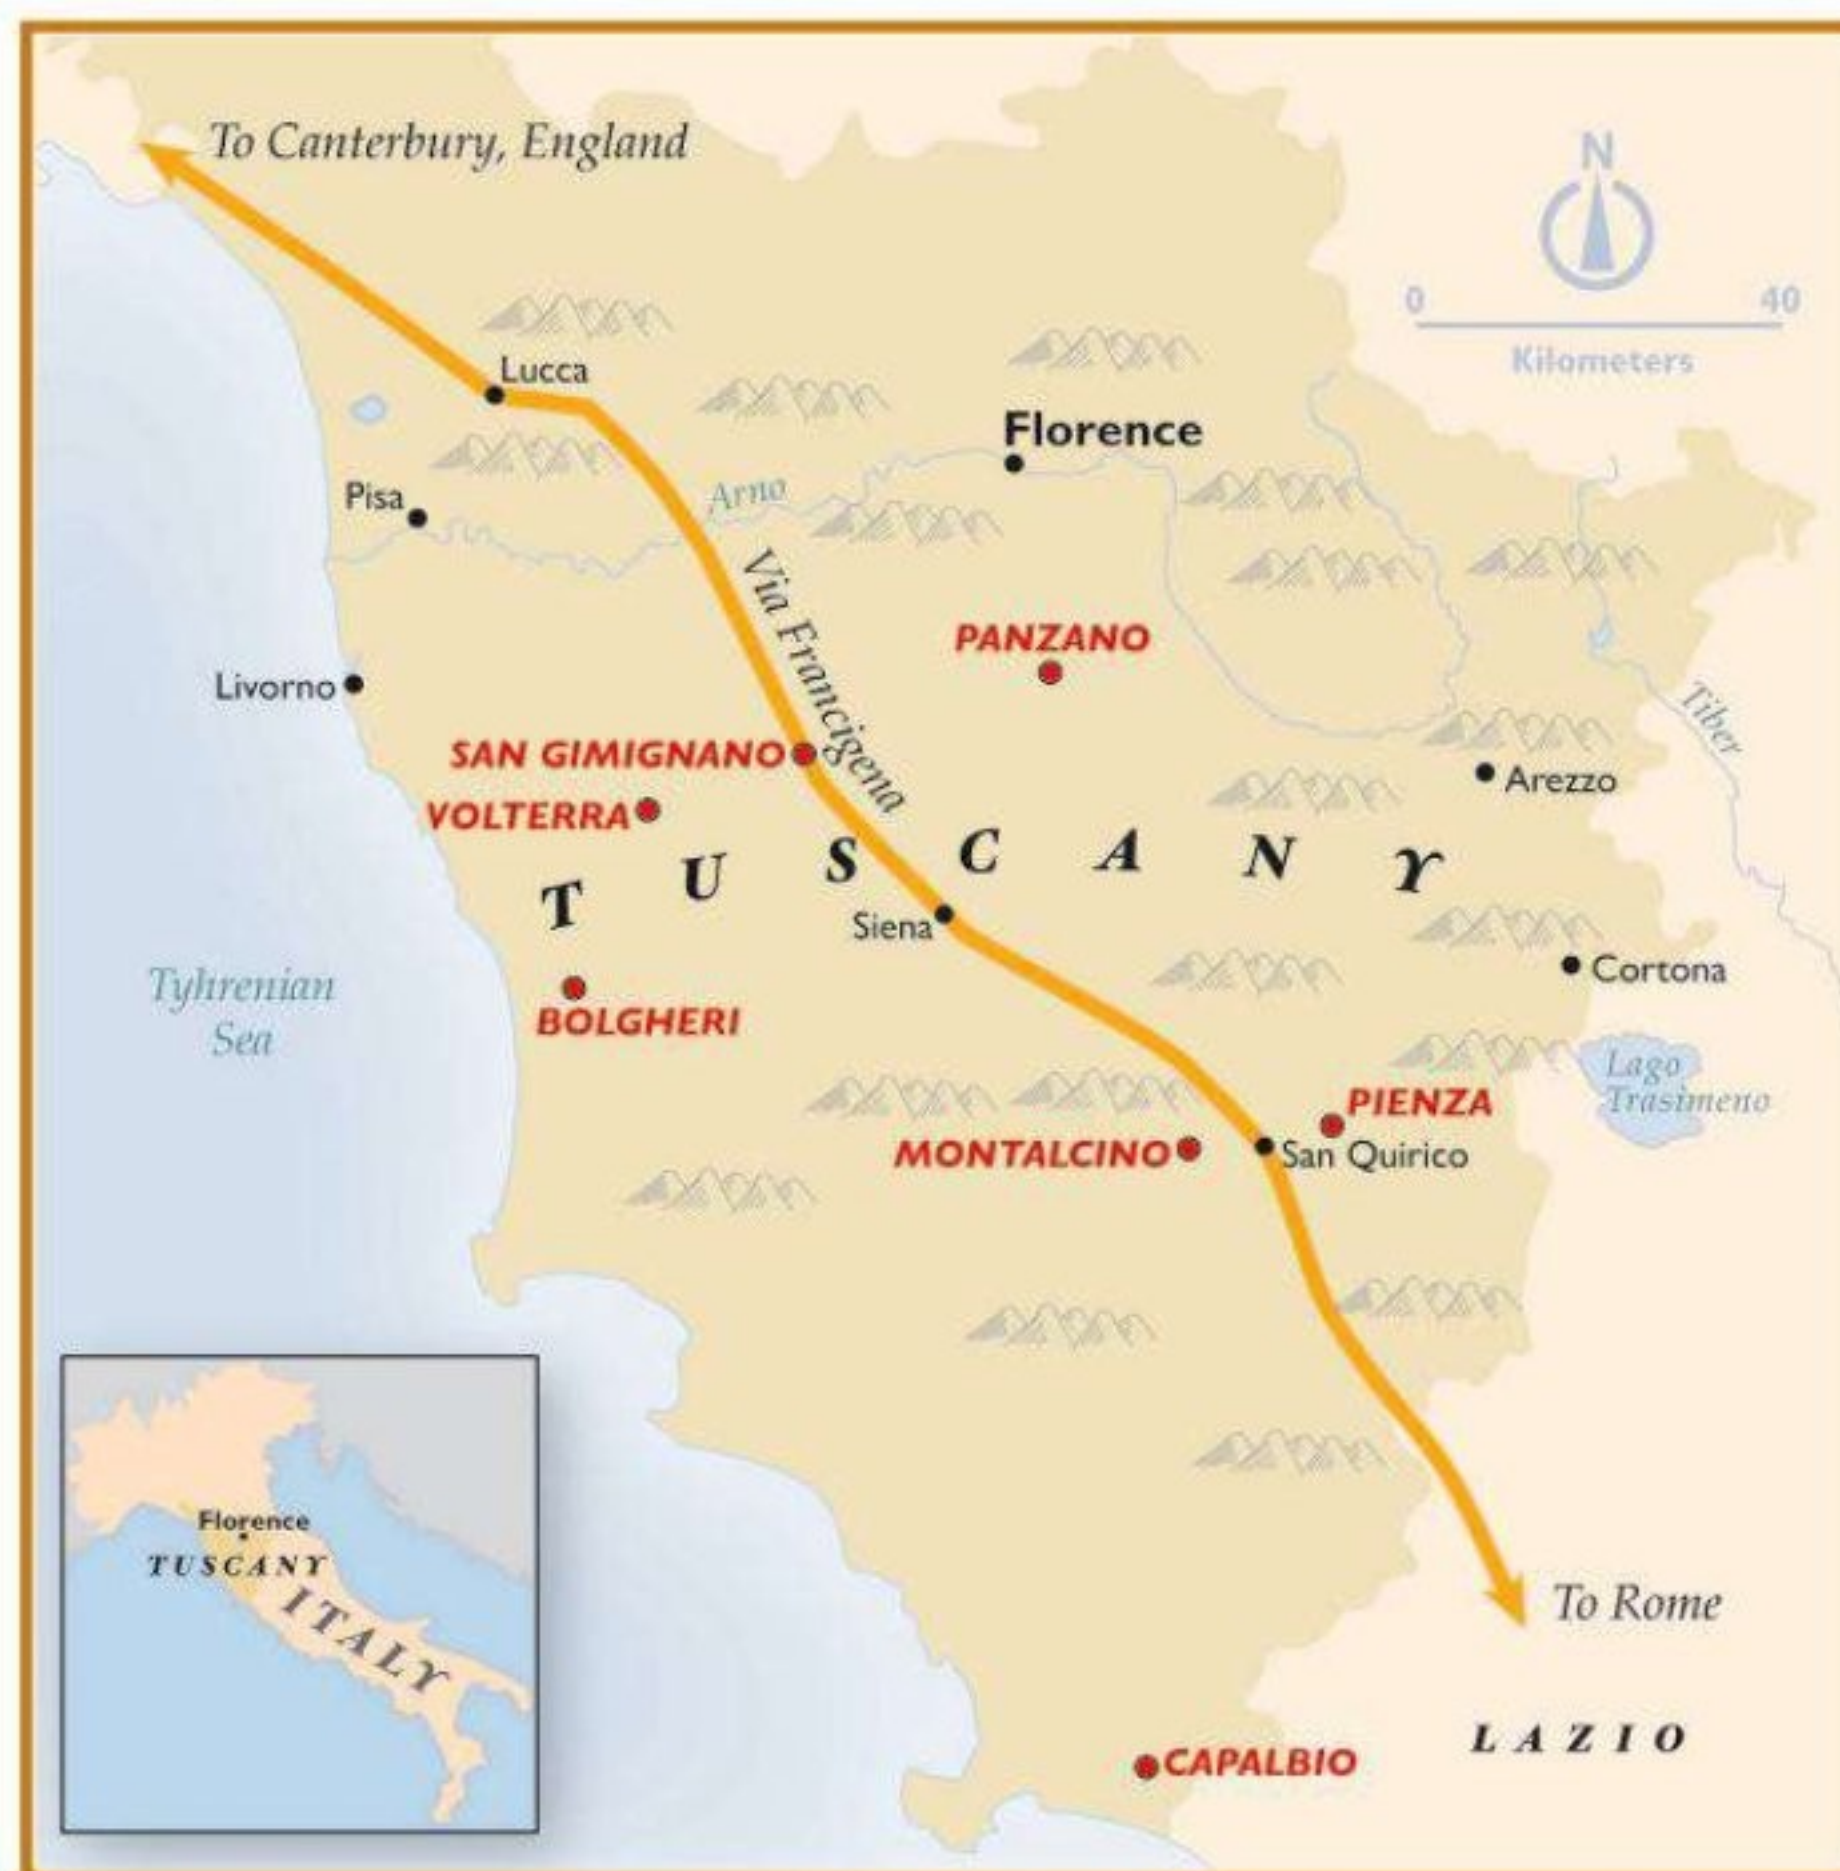 To Canterbury, England
N
0 40
Kilometers
Lucca
Florence
Arno
Pisa
Via Francigena
PANZANO
Livorno
Tiber
SAN GIMIGNANO
Arezzo
VOLTERRA
TUSCANY
Siena
Cortona
Tyhrenian
Sea
BOLGHERI
Lago
Trasimeno
PIENZA
MONTALCINO
San Quirico
Florence
TUSCANY
ITALY
To Rome
LAZIO
CAPALBIO